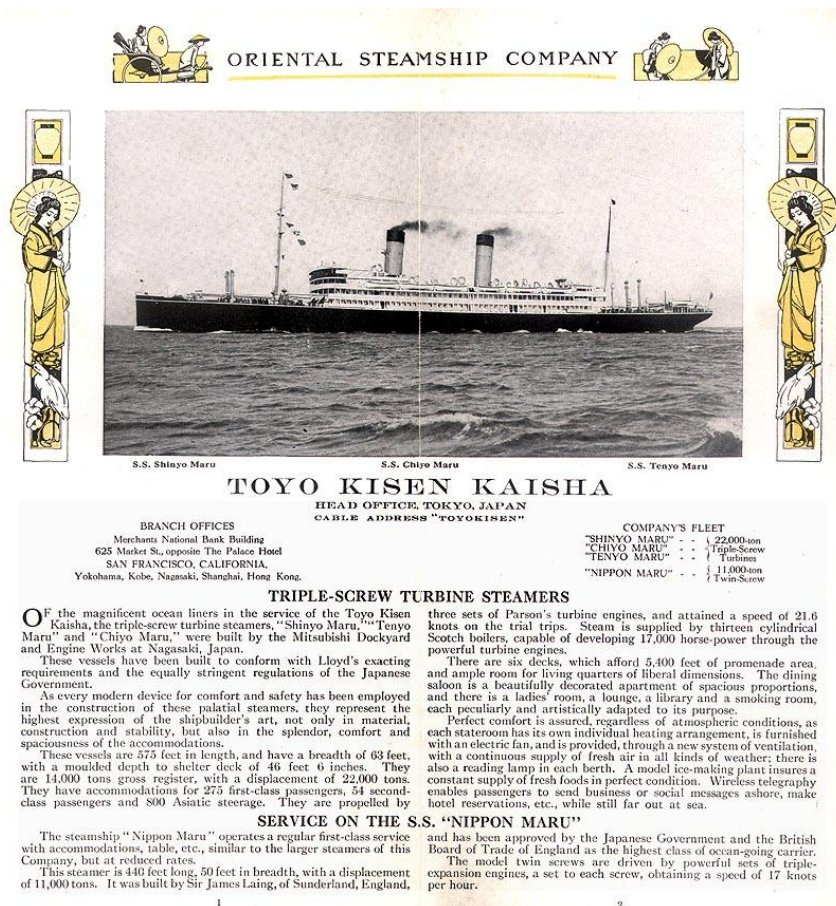 ORIENTAL STEAMSHIP COMPANY
S.S. Shinyo Maru
S.S. Chiyo Maru
S.S. Tenyo Maru
TOYO KISEN KAISHA
HEAD OFFICE, TOKYO, JAPAN
CABLE ADDRESS "TOYOKISEN"
BRANCH OFFICES
Merchants National Bank Building
625 Market St., opposite The Palace Hotel
SAN FRANCISCO, CALIFORNIA,
Yokohama, Kobe, Nagasaki, Shanghai, Hong Kong.
COMPANY'S FLEET
"SHINYO MARU" - - { 22,000-ton
"CHIYO MARU" - - { Triple-Screw
"TENYO MARU" - - { Turbines
"NIPPON MARU" - - { 11,000-ton
{ Twin-Screw
TRIPLE-SCREW TURBINE STEAMERS
OF the magnificent ocean liners in the service of the Toyo Kisen
Kaisha, the triple-screw turbine steamers, "Shinyo Maru," "Tenyo
Maru" and "Chiyo Maru," were built by the Mitsubishi Dockyard
and Engine Works at Nagasaki, Japan.
These vessels have been built to conform with Lloyd's exacting
requirements and the equally stringent regulations of the Japanese
Government.
As every modern device for comfort and safety has been employed
in the construction of these palatial steamers, they represent the
highest expression of the shipbuilder's art, not only in material,
construction and stability, but also in the splendor, comfort and
spaciousness of the accommodations.
These vessels are 575 feet in length, and have a breadth of 63 feet,
with a moulded depth to shelter deck of 46 feet 6 inches. They
are 14,000 tons gross register, with a displacement of 22,000 tons.
They have accommodations for 275 first-class passengers, 54 second-
class passengers and 800 Asiatic steerage. They are propelled by
three sets of Parson's turbine engines, and attained a speed of 21.6
knots on the trial trips. Steam is supplied by thirteen cylindrical
Scotch boilers, capable of developing 17,000 horse-power through the
powerful turbine engines.
There are six decks, which afford 5,400 feet of promenade area,
and ample room for living quarters of liberal dimensions. The dining
saloon is a beautifully decorated apartment of spacious proportions,
and there is a ladies' room, a lounge, a library and a smoking room,
each peculiarly and artistically adapted to its purpose.
Perfect comfort is assured, regardless of atmospheric conditions, as
each stateroom has its own individual heating arrangement, is furnished
with an electric fan, and is provided, through a new system of ventilation,
with a continuous supply of fresh air in all kinds of weather; there is
also a reading lamp in each berth. A model ice-making plant insures a
constant supply of fresh foods in perfect condition. Wireless telegraphy
enables passengers to send business or social messages ashore, make
hotel reservations, etc., while still far out at sea.
SERVICE ON THE S.S. "NIPPON MARU"
The steamship "Nippon Maru" operates a regular first-class service
with accommodations, table, etc., similar to the larger steamers of this
Company, but at reduced rates.
This steamer is 440 feet long, 50 feet in breadth, with a displacement
of 11,000 tons. It was built by Sir James Laing, of Sunderland, England,
and has been approved by the Japanese Government and the British
Board of Trade of England as the highest class of ocean-going carrier.
The model twin screws are driven by powerful sets of triple-
expansion engines, a set to each screw, obtaining a speed of 17 knots
per hour.
1
2